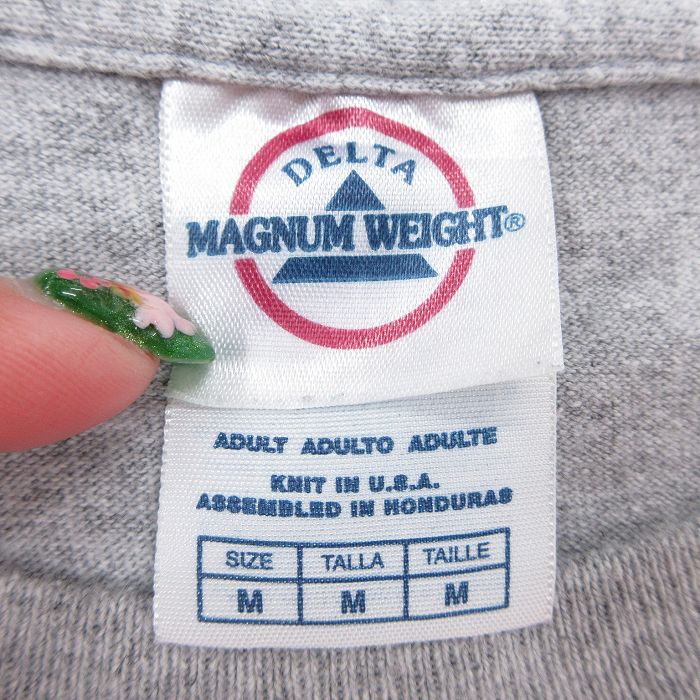 DELTA
MAGNUM WEIGHT®
ADULT ADULTO ADULTE
KNIT IN U.S.A.
ASSEMBLED IN HONDURAS
SIZE TALLA TAILLE
M M M